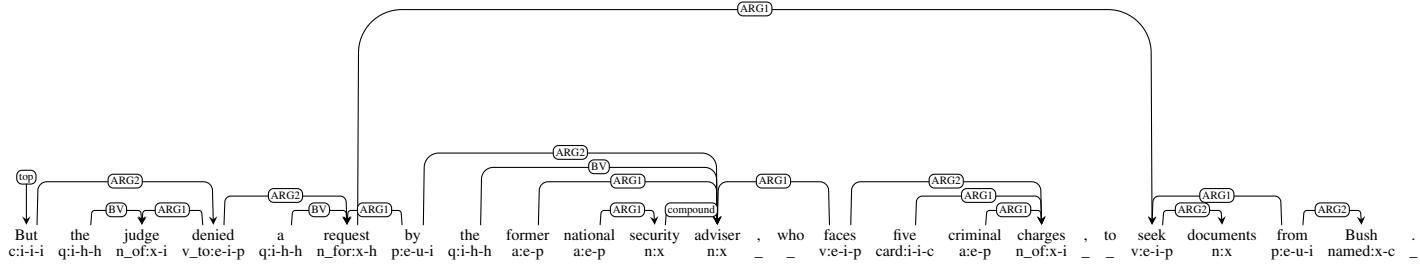 ARG1
ARG2
BV
top ARG2 ARG2 ARG1 ARG1 ARG2 ARG1 ARG1
BV ARG1 BV ARG1 ARG1 compound ARG1 ARG2 ARG2
But the judge denied a request by the former national security adviser , who faces five criminal charges , to seek documents from Bush .
c:i-i-i q:i-h-h n_of:x-i v_to:e-i-p q:i-h-h n_for:x-h p:e-u-i q:i-h-h a:e-p a:e-p n:x n:x _ _ v:e-i-p card:i-i-c a:e-p n_of:x-i _ _ v:e-i-p n:x p:e-u-i named:x-c _